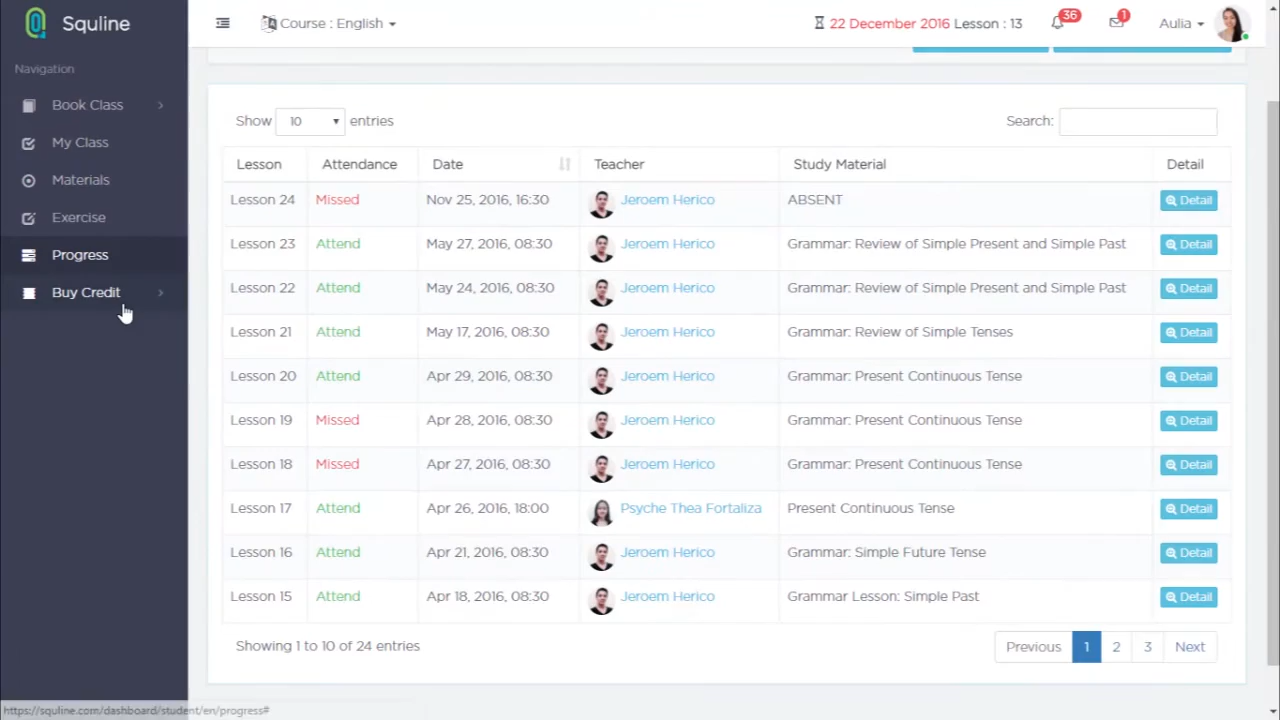 Squline
Course : English
22 December 2016 Lesson : 13
36
1
Aulia
Navigation
Book Class
My Class
Materials
Exercise
Progress
Buy Credit
Show 10 entries
Search:
Lesson Attendance Date Teacher Study Material Detail
Lesson 24 Missed Nov 25, 2016, 16:30 Jeroem Herico ABSENT Detail
Lesson 23 Attend May 27, 2016, 08:30 Jeroem Herico Grammar: Review of Simple Present and Simple Past Detail
Lesson 22 Attend May 24, 2016, 08:30 Jeroem Herico Grammar: Review of Simple Present and Simple Past Detail
Lesson 21 Attend May 17, 2016, 08:30 Jeroem Herico Grammar: Review of Simple Tenses Detail
Lesson 20 Attend Apr 29, 2016, 08:30 Jeroem Herico Grammar: Present Continuous Tense Detail
Lesson 19 Missed Apr 28, 2016, 08:30 Jeroem Herico Grammar: Present Continuous Tense Detail
Lesson 18 Missed Apr 27, 2016, 08:30 Jeroem Herico Grammar: Present Continuous Tense Detail
Lesson 17 Attend Apr 26, 2016, 18:00 Psyche Thea Fortaliza Present Continuous Tense Detail
Lesson 16 Attend Apr 21, 2016, 08:30 Jeroem Herico Grammar: Simple Future Tense Detail
Lesson 15 Attend Apr 18, 2016, 08:30 Jeroem Herico Grammar Lesson: Simple Past Detail
Showing 1 to 10 of 24 entries
Previous 1 2 3 Next
https://squline.com/dashboard/student/en/progress#